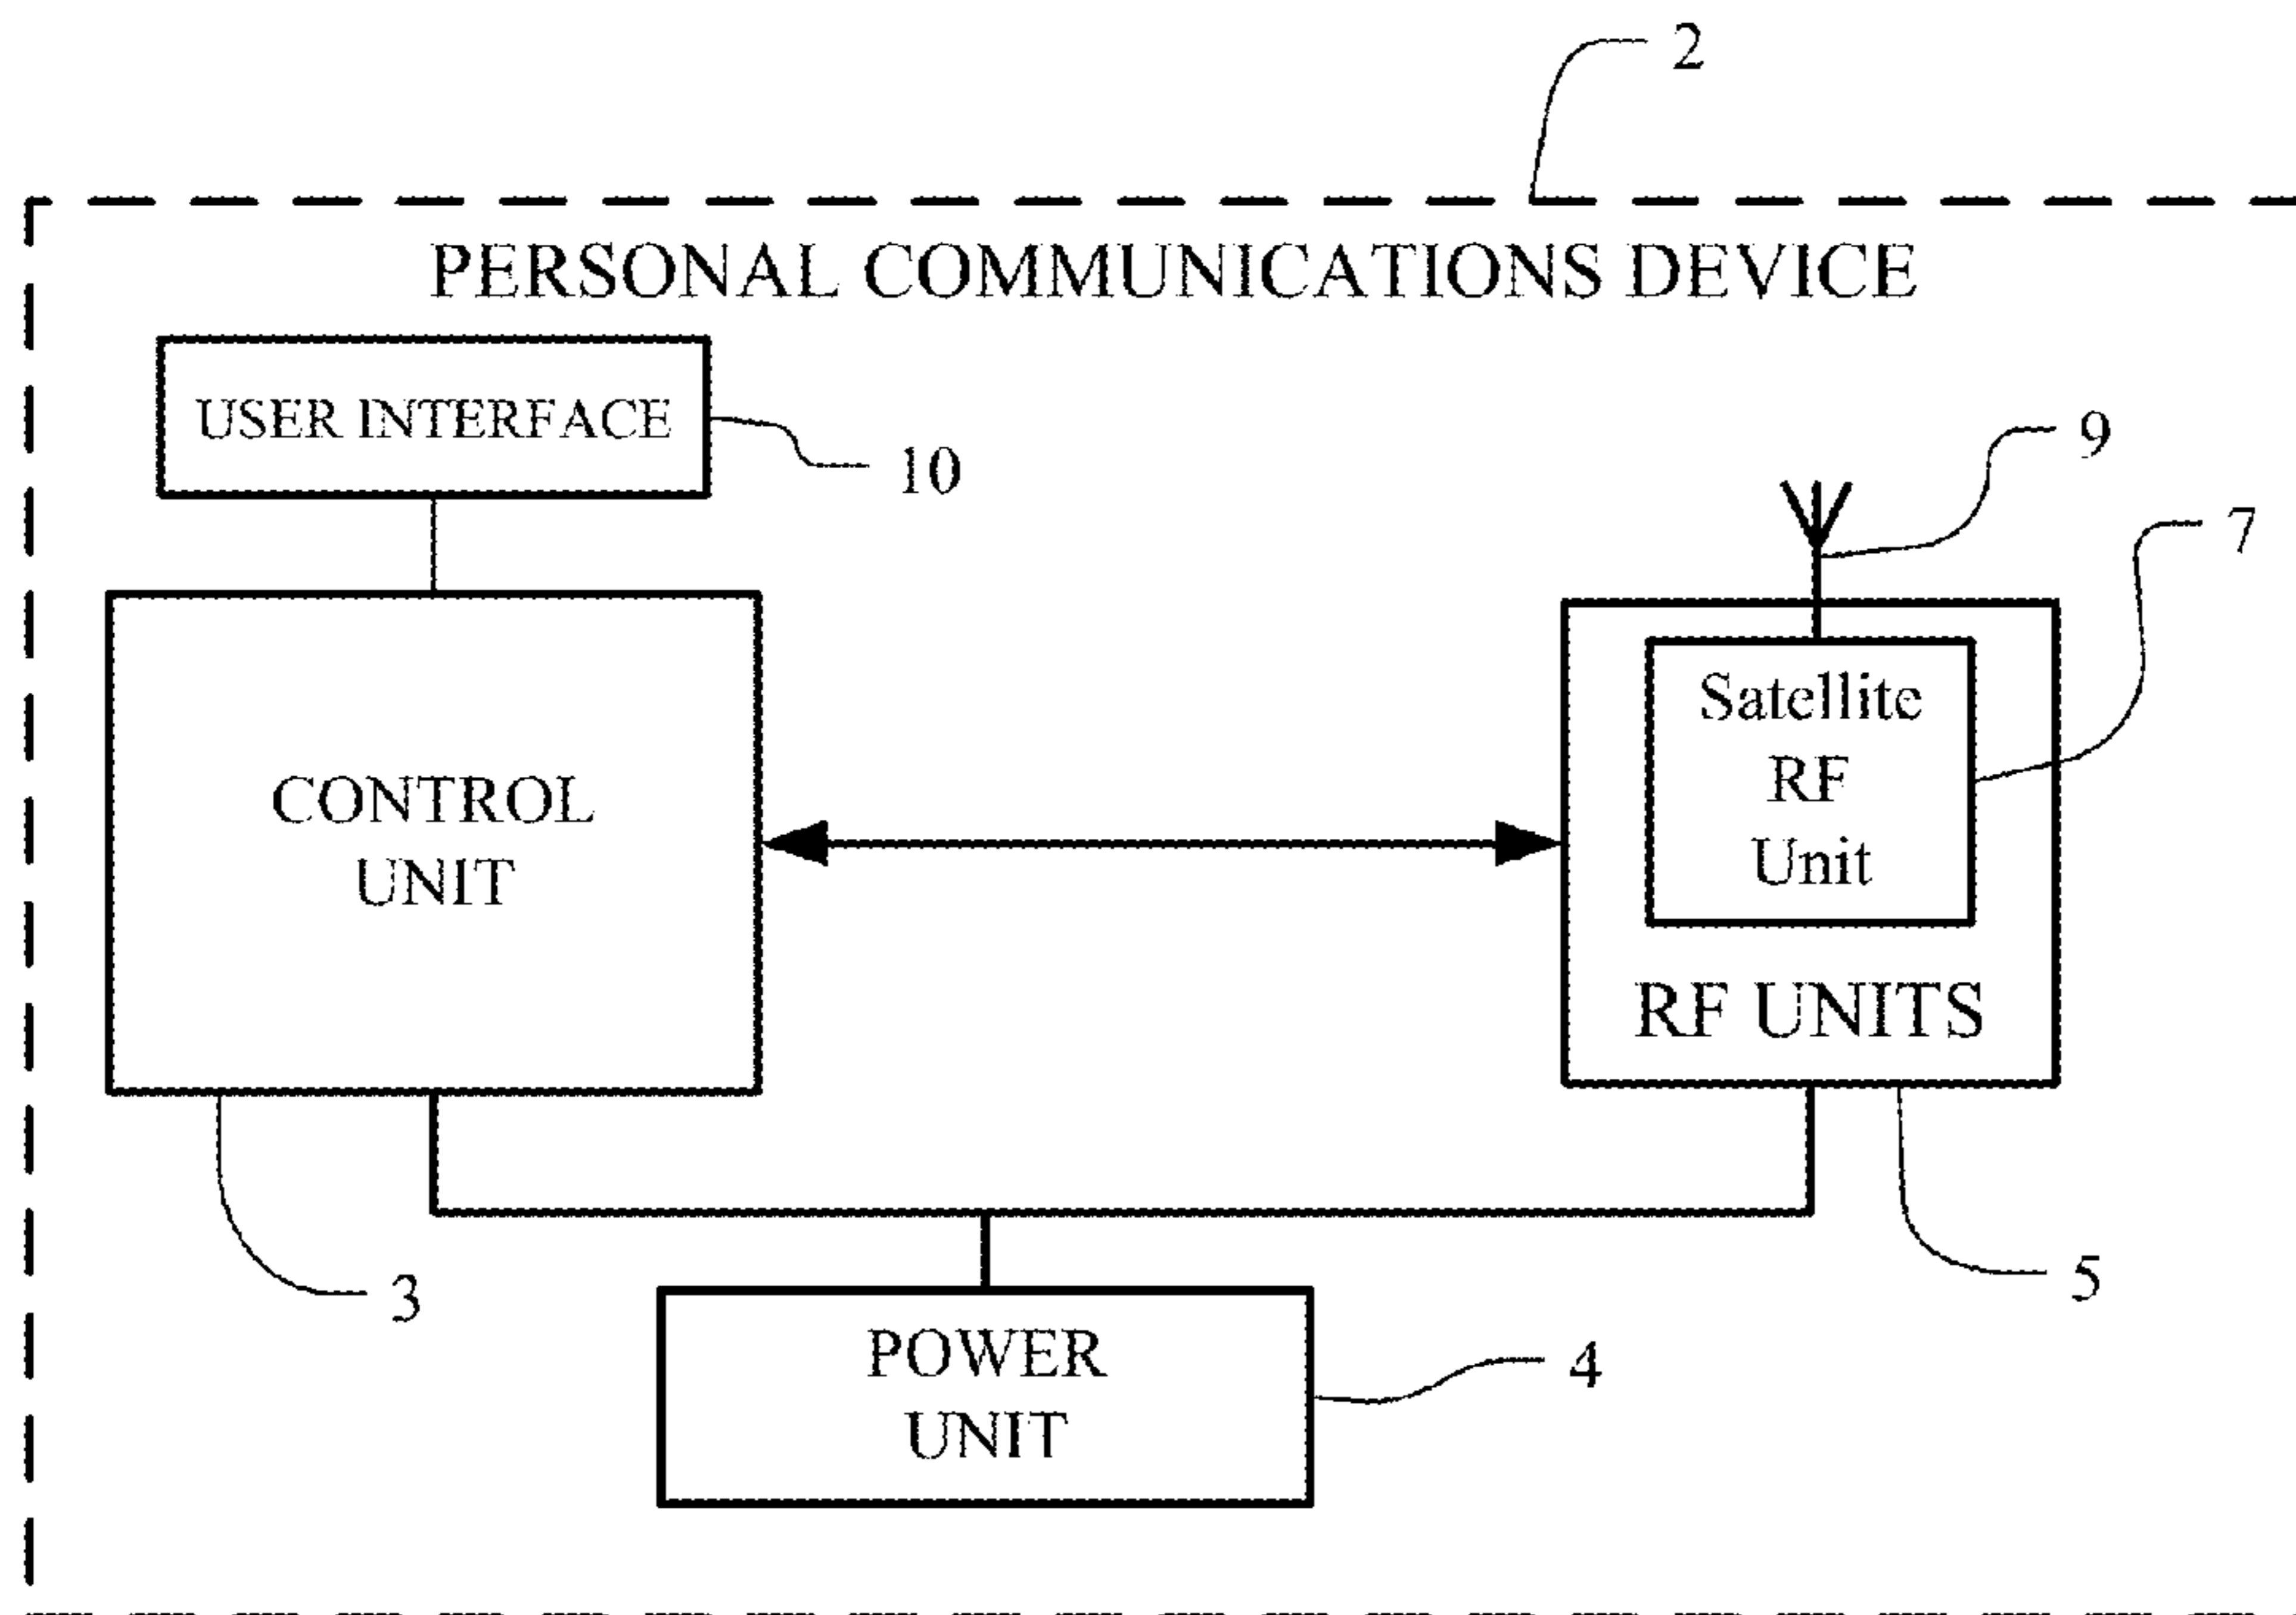 2
PERSONAL COMMUNICATIONS DEVICE
USER INTERFACE
10
9
7
Satellite
RF
Unit
CONTROL
UNIT
RF UNITS
3
5
POWER
UNIT
4